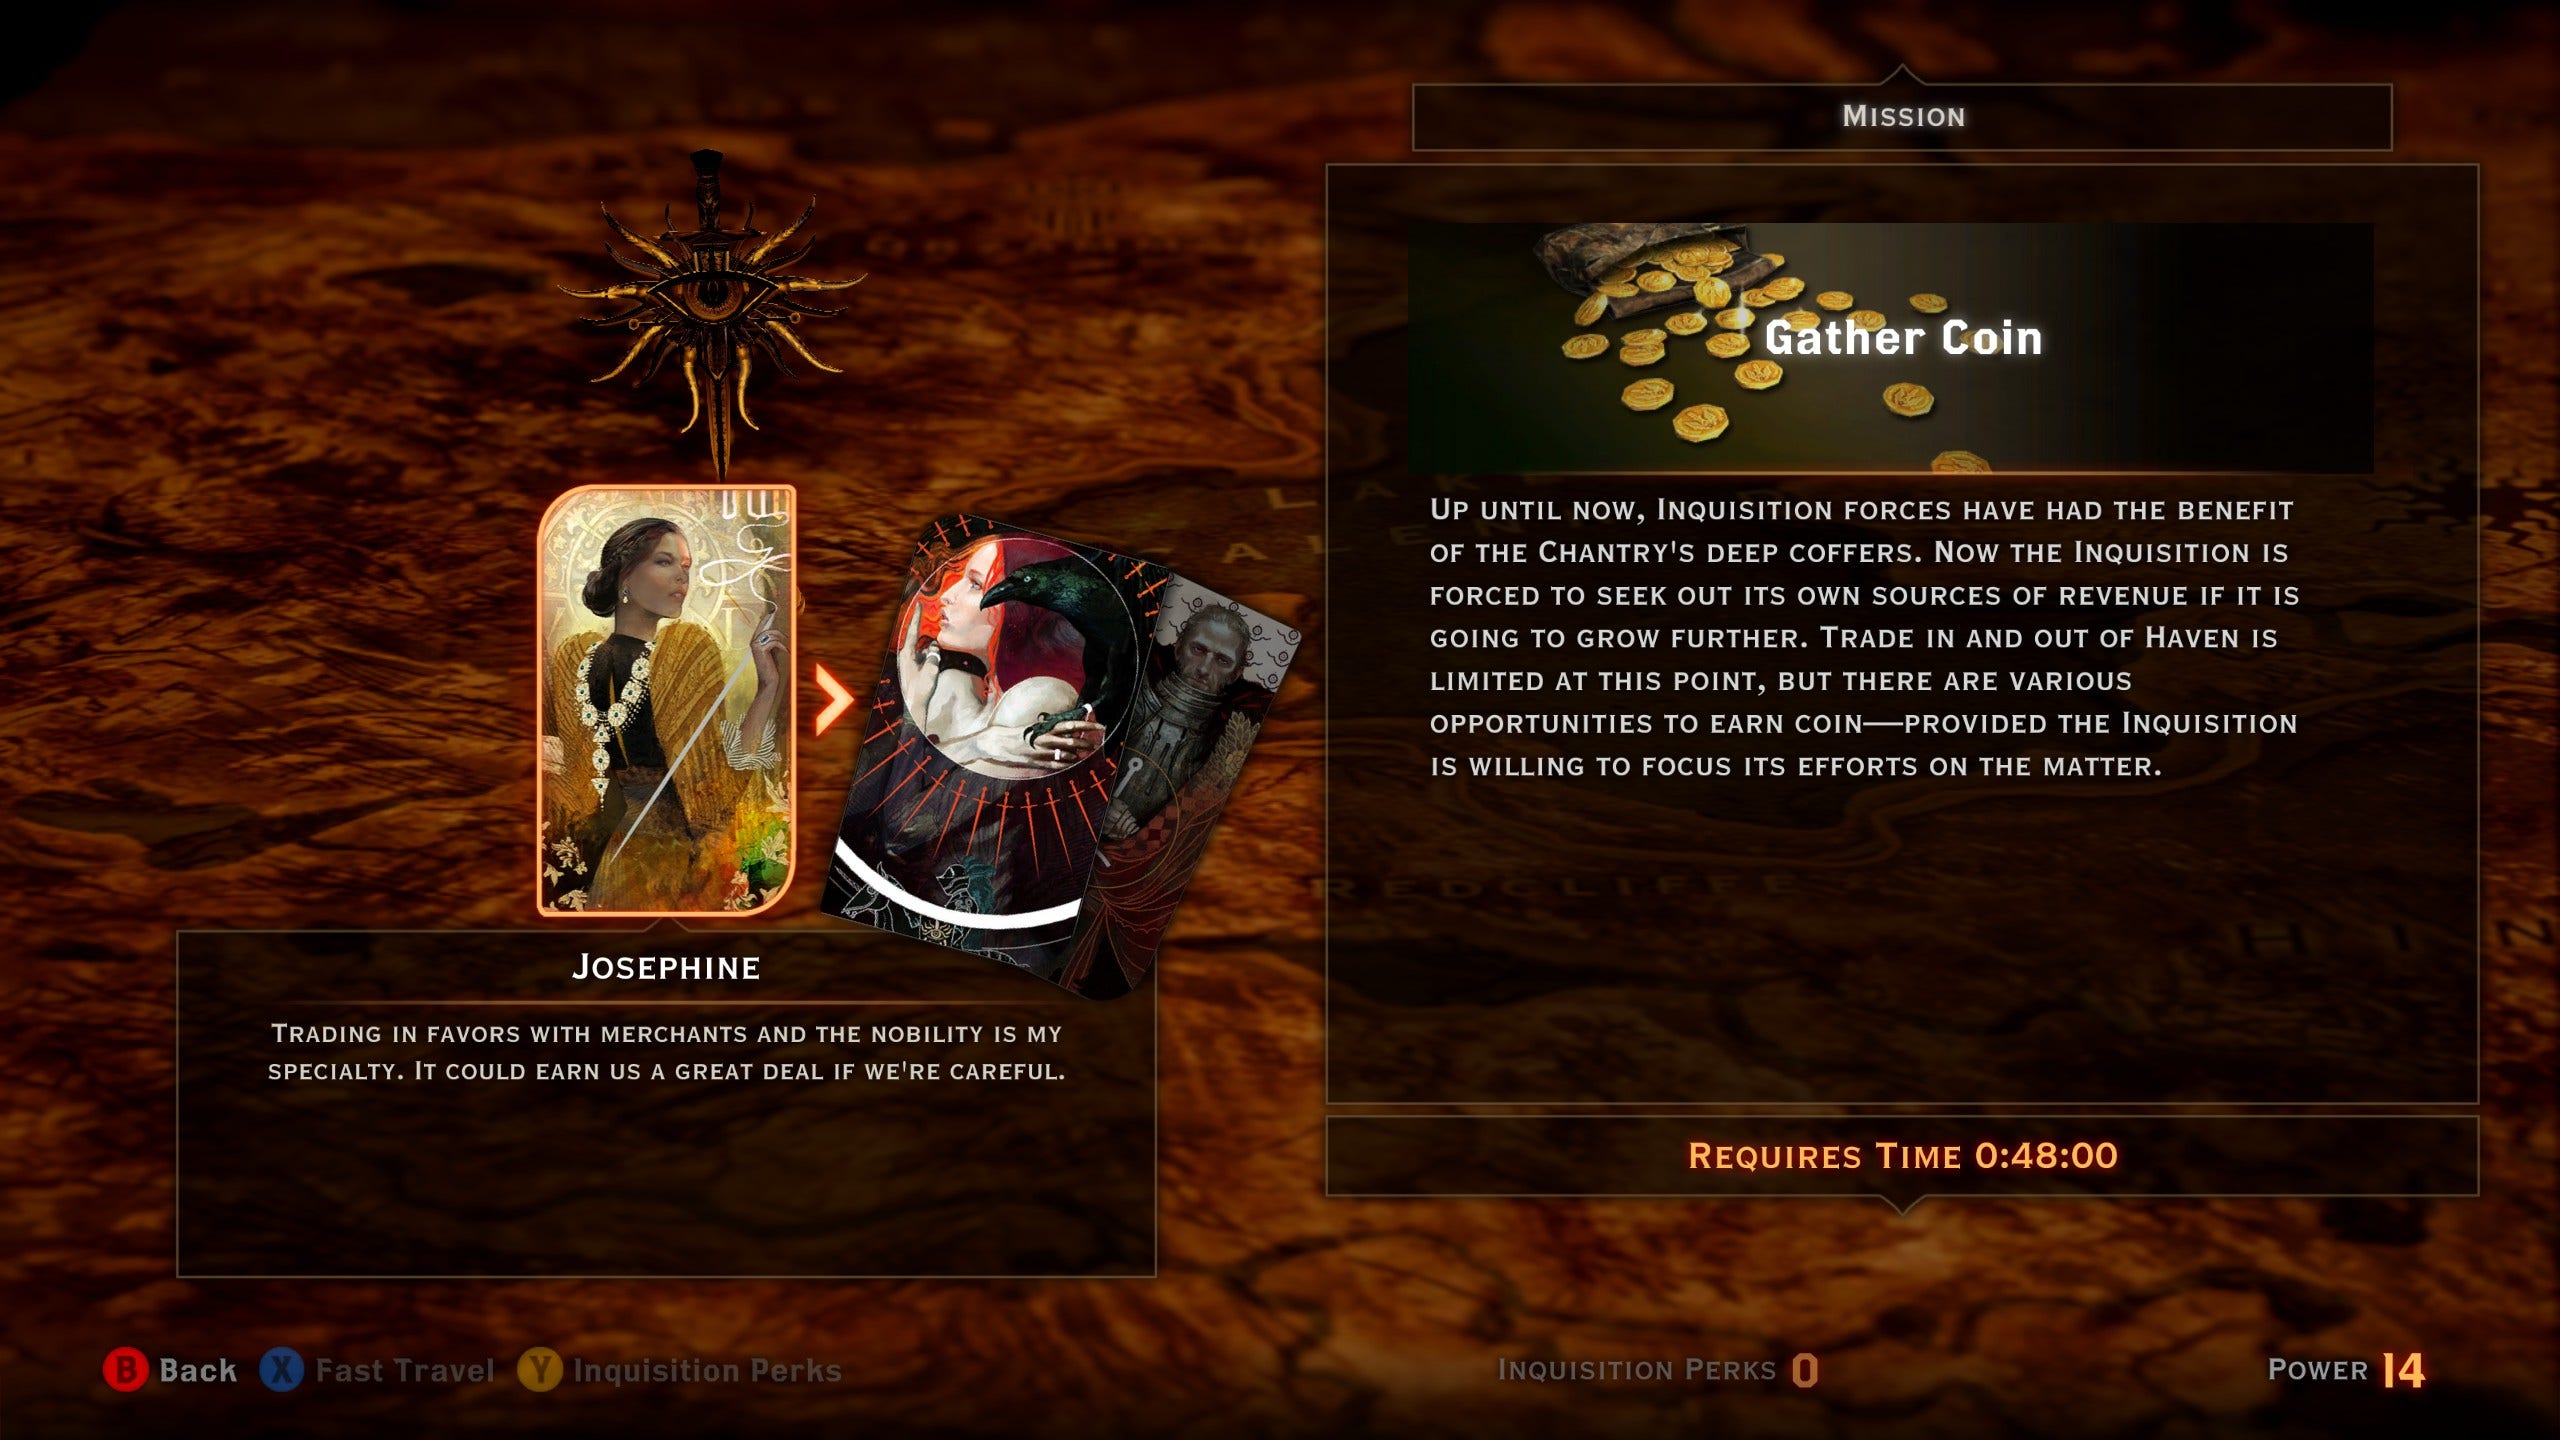 Mission
Gather Coin
Up until now, Inquisition forces have had the benefit
of the Chantry's deep coffers. Now the Inquisition is
forced to seek out its own sources of revenue if it is
going to grow further. Trade in and out of Haven is
limited at this point, but there are various
opportunities to earn coin—provided the Inquisition
is willing to focus its efforts on the matter.
Requires Time 0:48:00
Josephine
Trading in favors with merchants and the nobility is my
specialty. It could earn us a great deal if we're careful.
LAKE
REDCLIFFE
HIN
B Back X Fast Travel Y Inquisition Perks
Inquisition Perks 0
Power 14